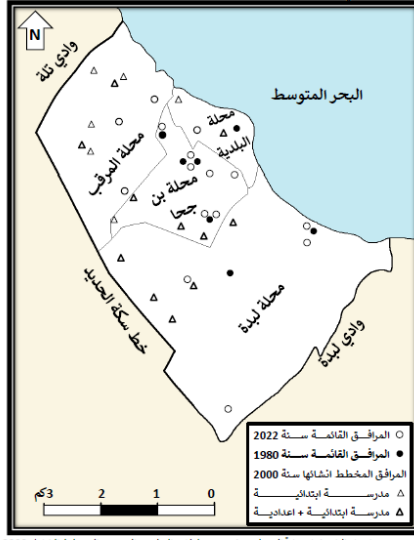 N
وادي تلة
البحر المتوسط
محلة
البلدية
محلة المرقب
محلة بن
جحا
محلة لبدة
خط سكة الحديد
وادي لبدة
المرافق القائمة سنة 2022
المرافق القائمة سنة 1980
المرافق المخطط انشائها سنة 2000
مدرسة ابتدائية
مدرسة ابتدائية + اعدادية
3كم 2 1 0